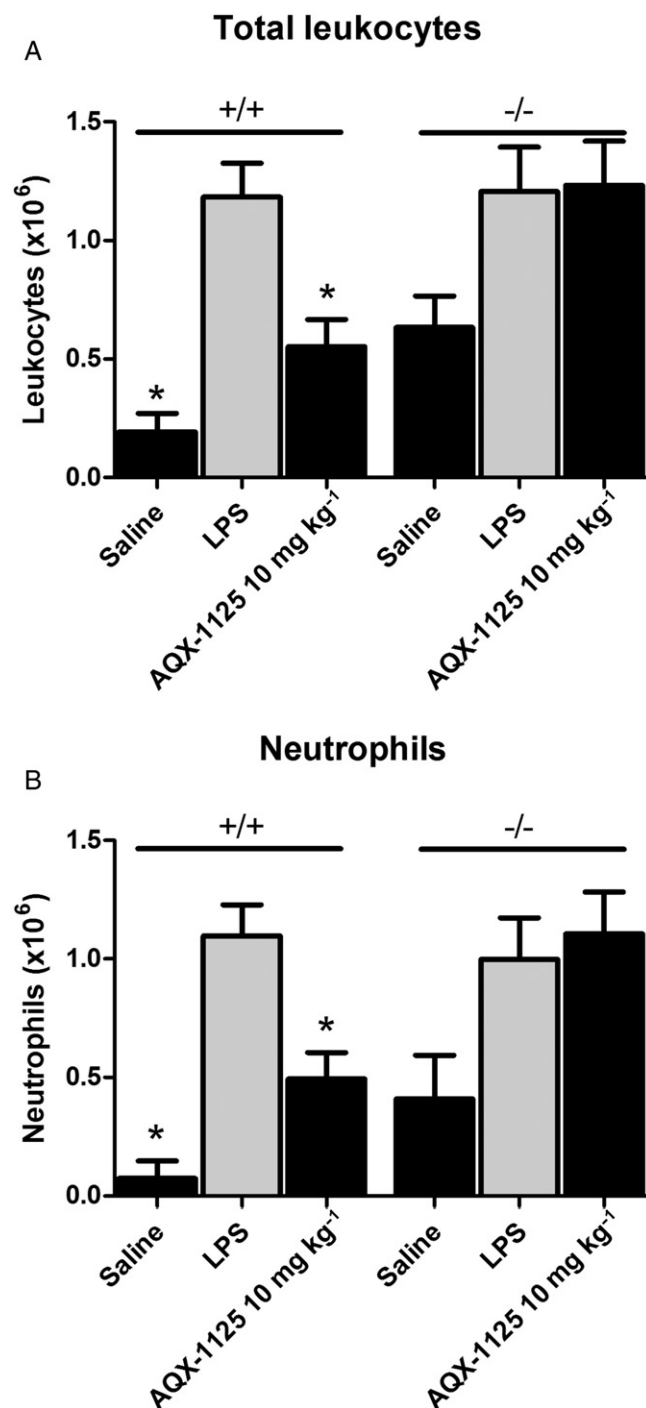 Total leukocytes
A
+/+ -/-
1.5
1.0
0.5
0.0
Leukocytes (x10⁶)
*
*
Saline
LPS
AQX-1125 10 mg kg⁻¹
Saline
LPS
AQX-1125 10 mg kg⁻¹
Neutrophils
B
+/+ -/-
1.5
1.0
0.5
0.0
Neutrophils (x10⁶)
*
*
Saline
LPS
AQX-1125 10 mg kg⁻¹
Saline
LPS
AQX-1125 10 mg kg⁻¹